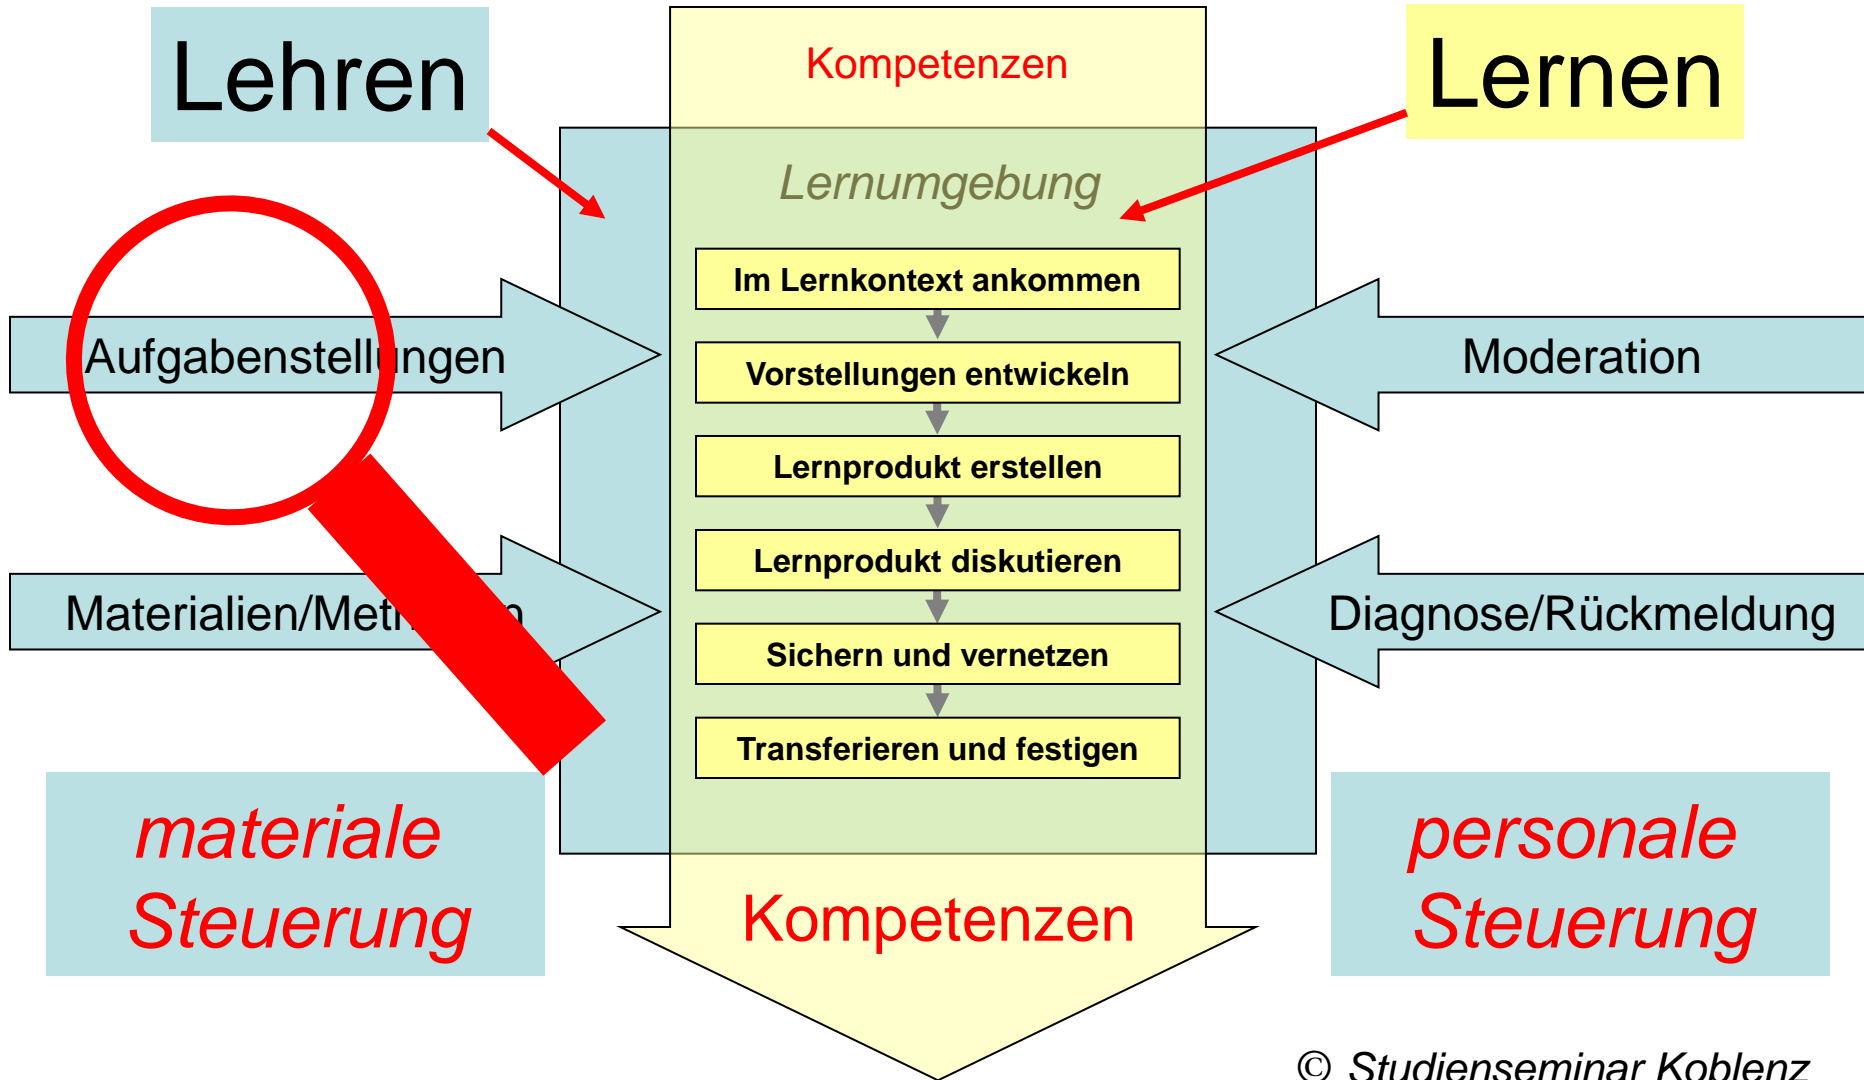 Lehren
Kompetenzen
Lernen
Lernumgebung
Im Lernkontext ankommen
Aufgabenstellungen
Vorstellungen entwickeln
Moderation
Lernprodukt erstellen
Lernprodukt diskutieren
Diagnose/Rückmeldung
Sichern und vernetzen
Transferieren und festigen
materiale
Steuerung
Kompetenzen
personale
Steuerung
© Studienseminar Koblenz